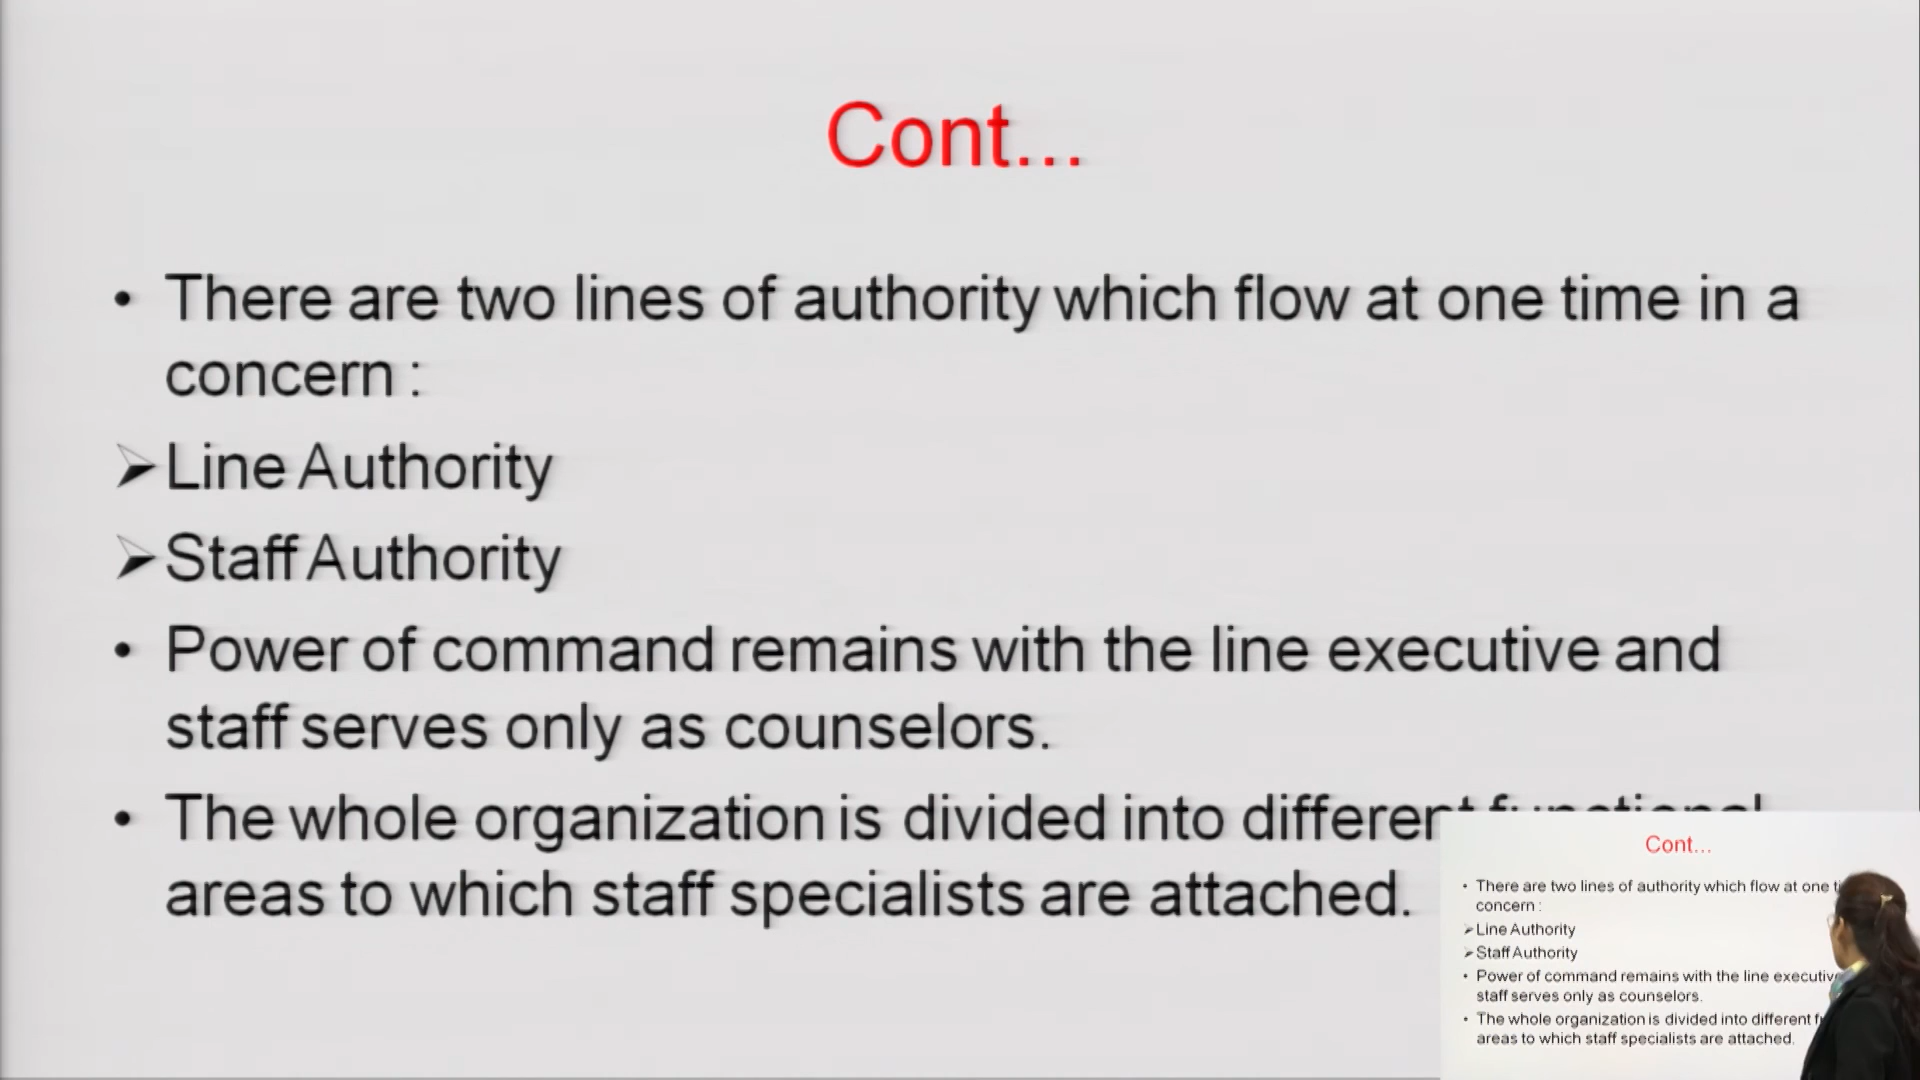 Cont...
• There are two lines of authority which flow at one time in a
concern :
➢Line Authority
➢Staff Authority
• Power of command remains with the line executive and
staff serves only as counselors.
• The whole organization is divided into different functional
areas to which staff specialists are attached.
Cont...
• There are two lines of authority which flow at one
concern :
➢Line Authority
➢Staff Authority
• Power of command remains with the line executive
staff serves only as counselors.
• The whole organization is divided into different
areas to which staff specialists are attached.